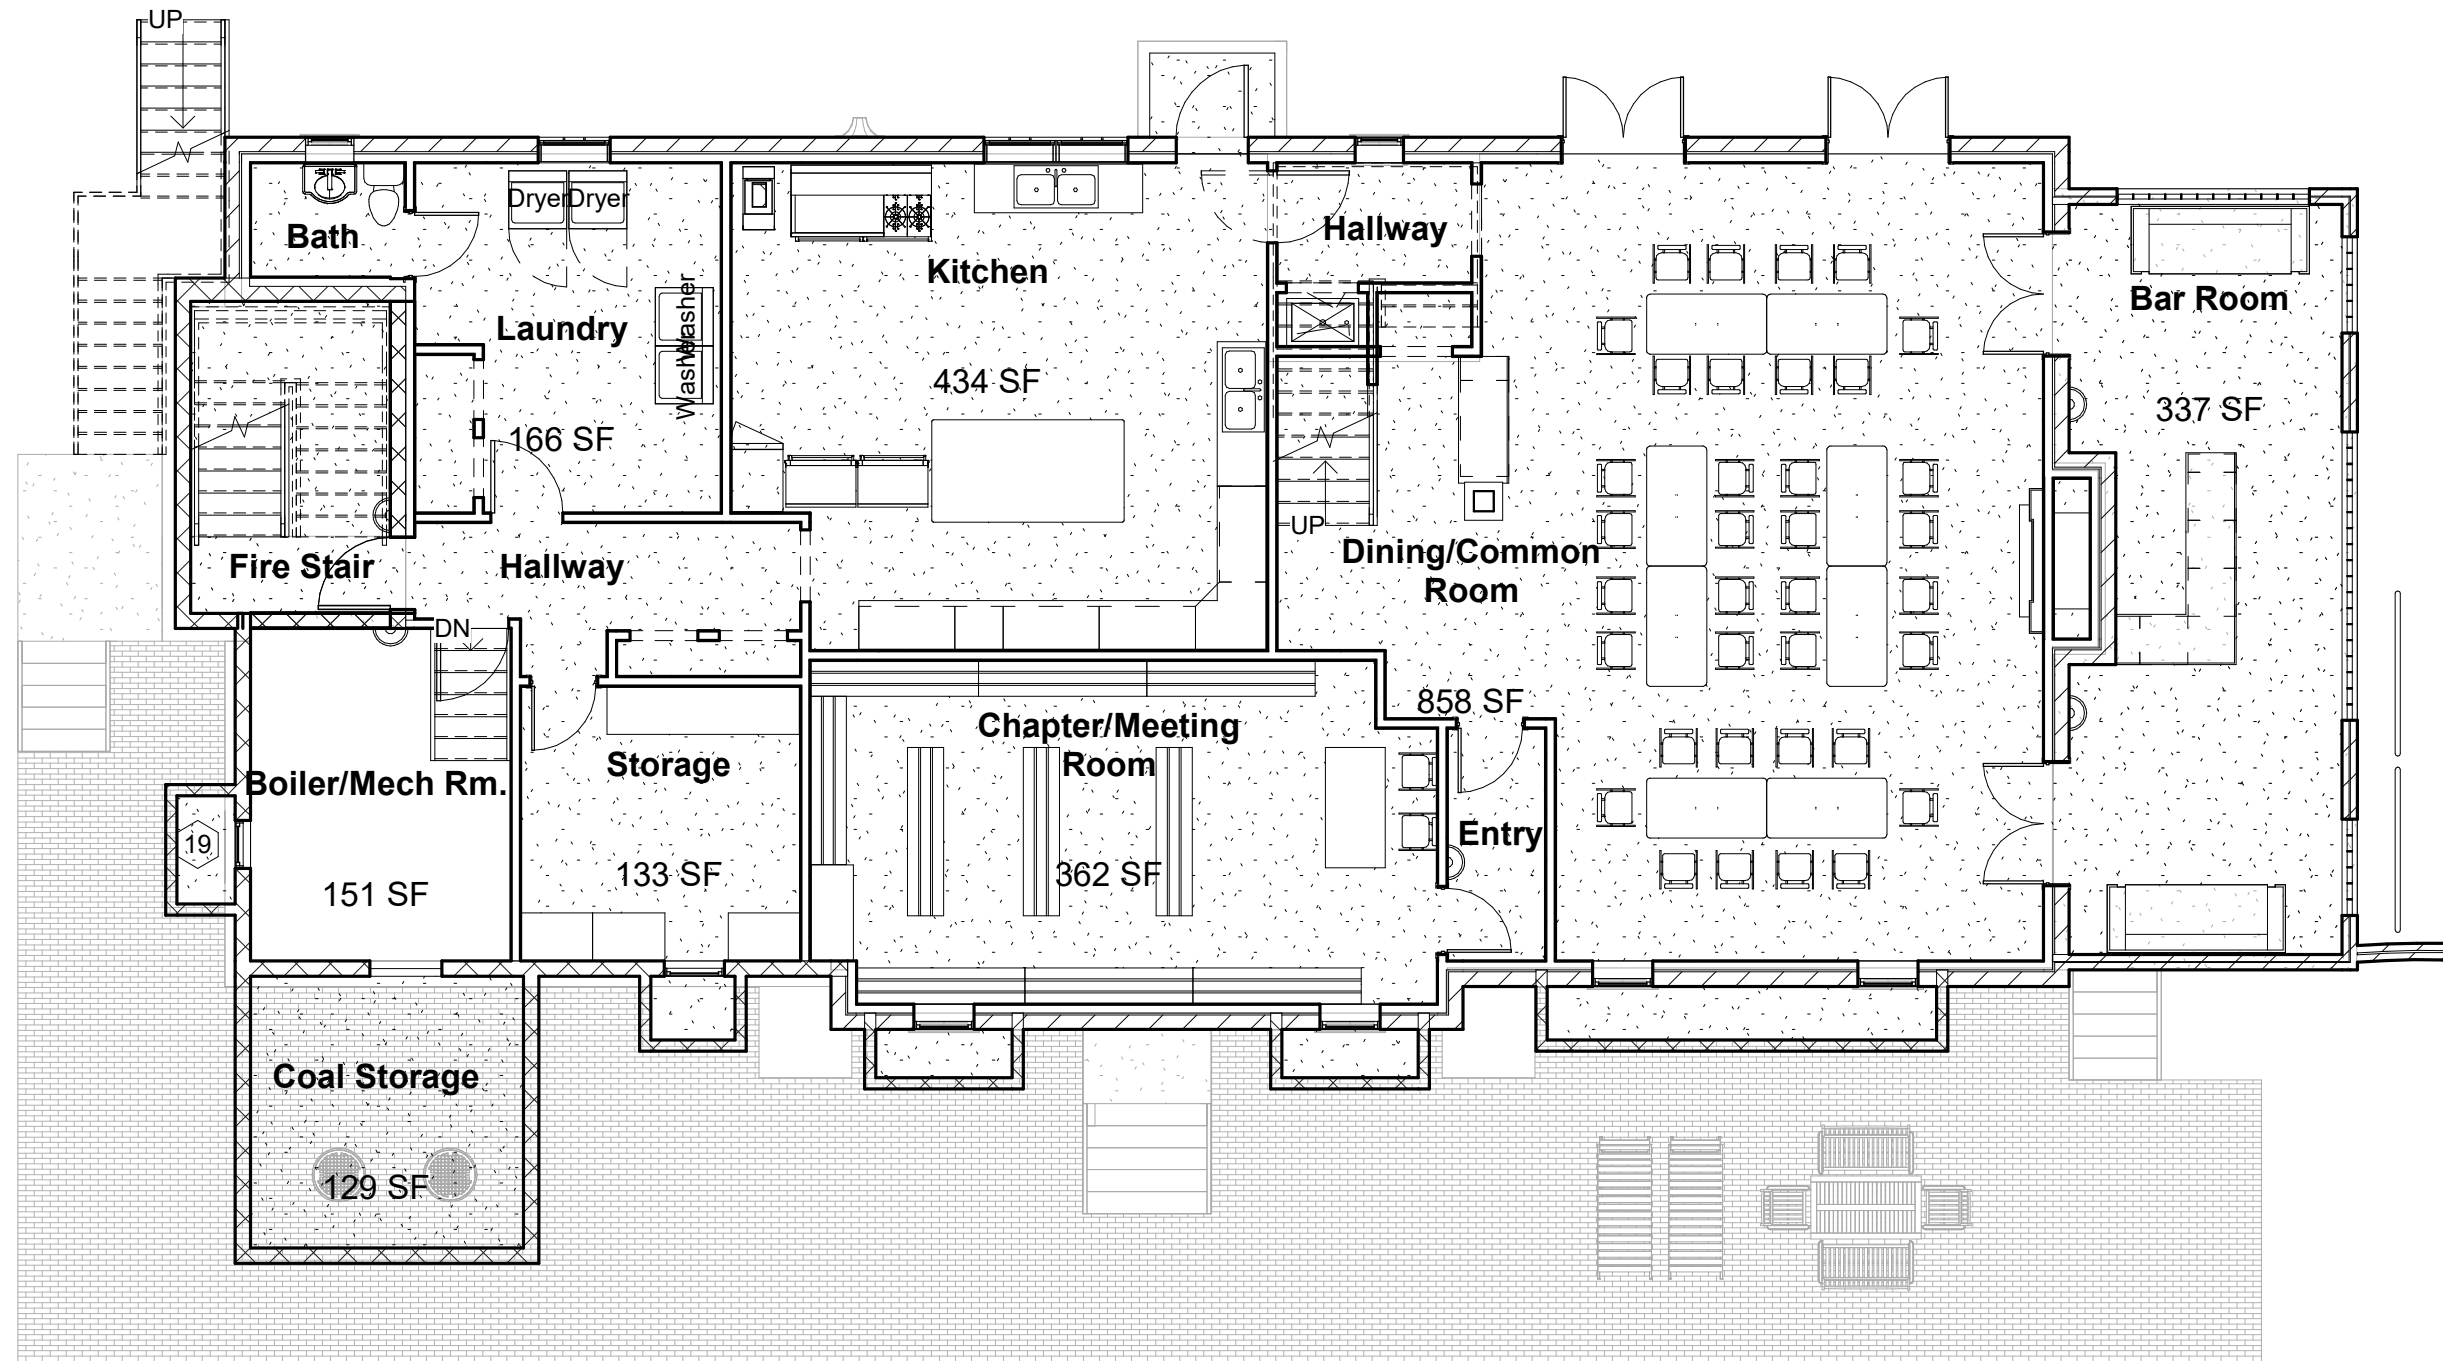 UP
Dryer
Dryer
Bath
Hallway
Kitchen
Bar Room
Laundry
Washer
Washer
434 SF
337 SF
166 SF
UP
Dining/Common
Room
Fire Stair
Hallway
DN
858 SF
Chapter/Meeting
Room
Storage
Boiler/Mech Rm.
Entry
19
133 SF
362 SF
151 SF
Coal Storage
129 SF